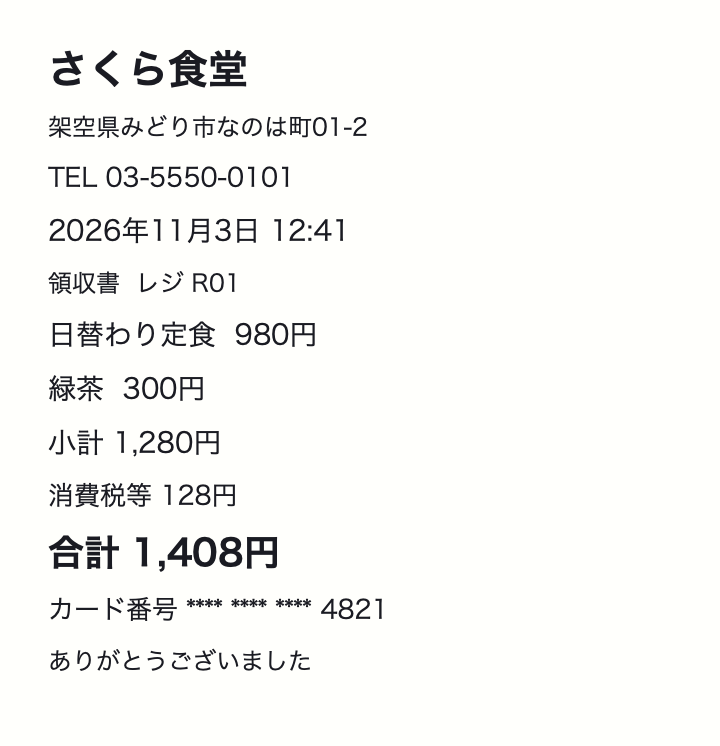 さくら食堂
架空県みどり市なのは町01-2
TEL 03-5550-0101
2026年11月3日 12:41
領収書  レジ R01
日替わり定食  980円
緑茶  300円
小計 1,280円
消費税等 128円
合計 1,408円
カード番号 **** **** **** 4821
ありがとうございました